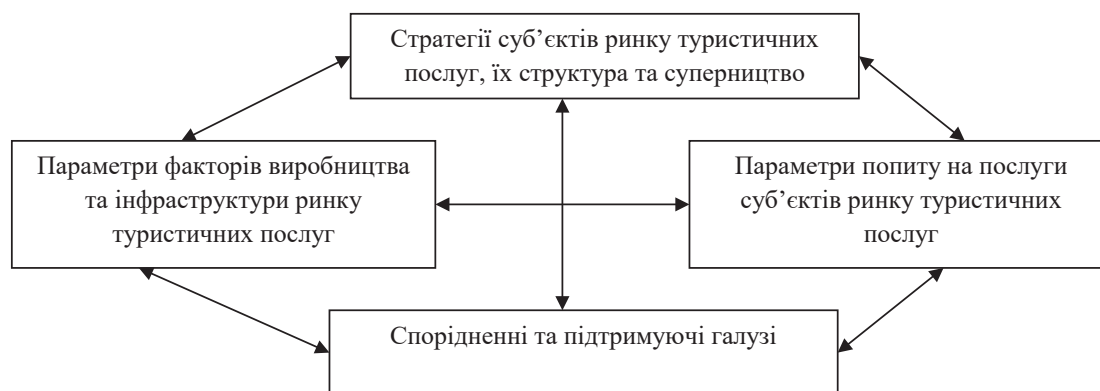 Стратегії суб’єктів ринку туристичних
послуг, їх структура та суперництво
Параметри факторів виробництва
та інфраструктури ринку
туристичних послуг
Параметри попиту на послуги
суб’єктів ринку туристичних
послуг
Спорідненні та підтримуючі галузі